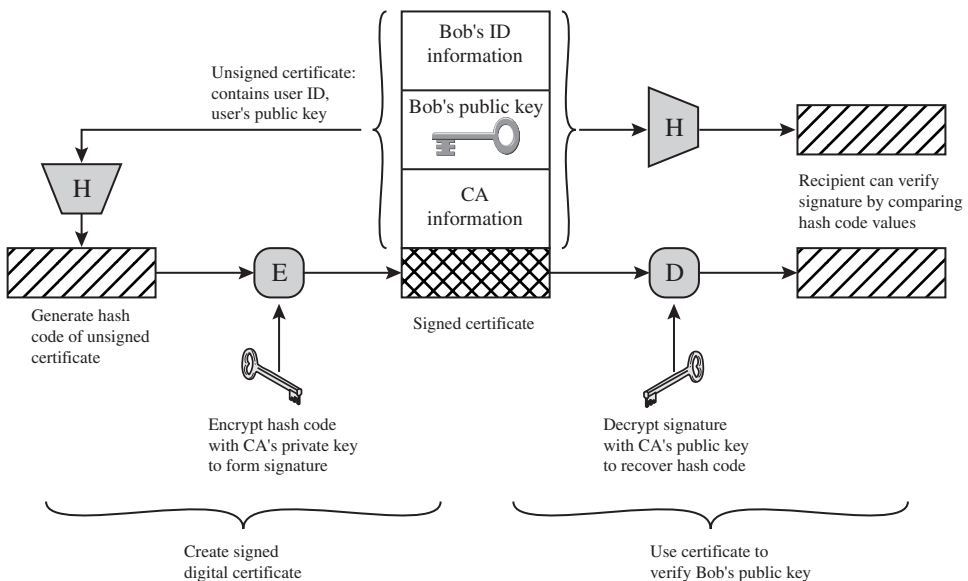 Bob's ID
information
Unsigned certificate:
contains user ID,
user's public key
Bob's public key
H
H
CA
information
Recipient can verify
signature by comparing
hash code values
E
D
Generate hash
code of unsigned
certificate
Signed certificate
Encrypt hash code
with CA's private key
to form signature
Decrypt signature
with CA's public key
to recover hash code
Create signed
digital certificate
Use certificate to
verify Bob's public key